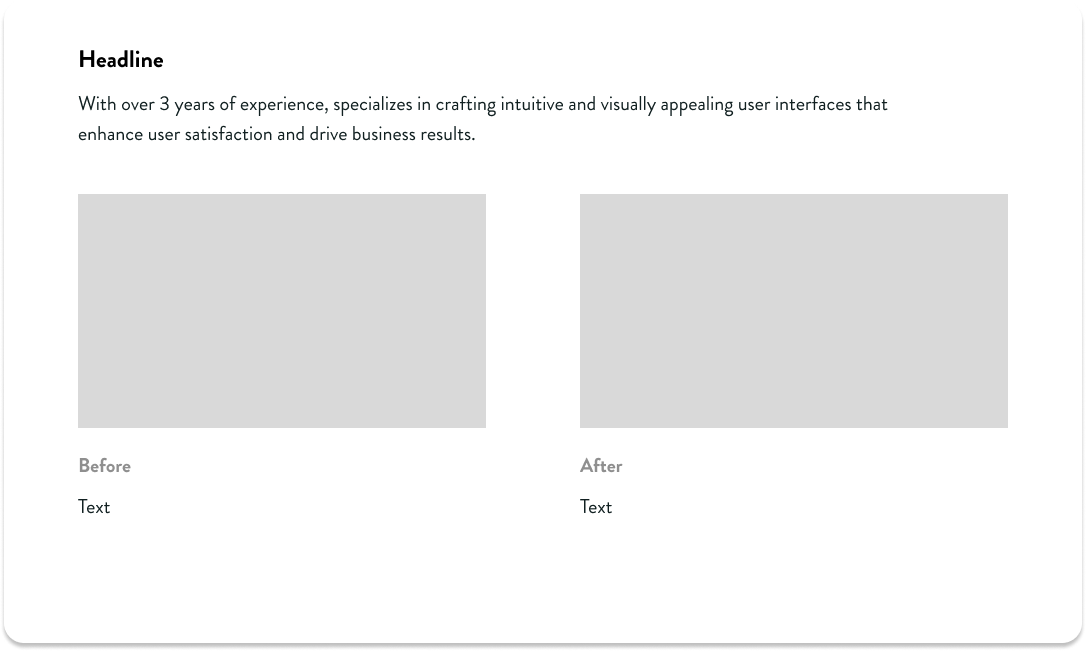 Headline
With over 3 years of experience, specializes in crafting intuitive and visually appealing user interfaces that
enhance user satisfaction and drive business results.
Before
After
Text
Text